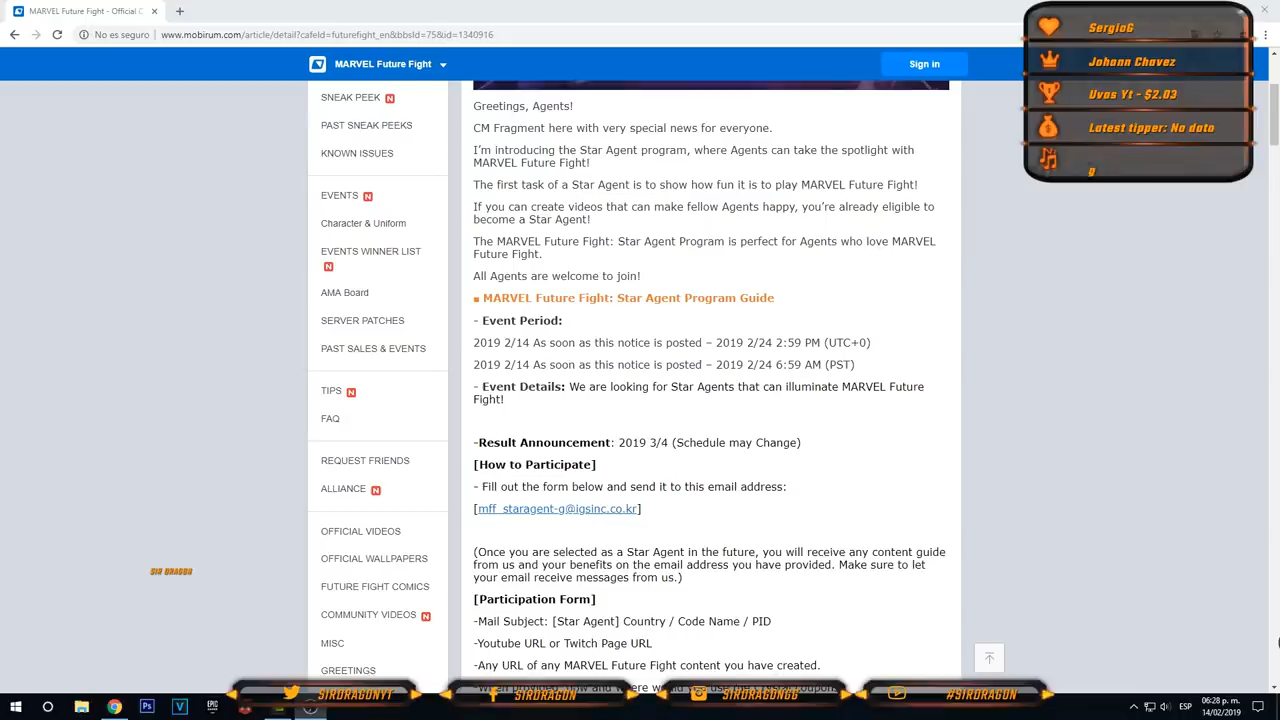 MARVEL Future Fight - Official C
No es seguro | www.mobirum.com/article/detail?cafeId=futurefight_en&bbsId=75&id=1340916
MARVEL Future Fight
Sign in
SergioG
Johann Chavez
Uvas Yt - $2.03
Latest tipper: No data
g
SNEAK PEEK N
PAST SNEAK PEEKS
KNOWN ISSUES
EVENTS N
Character & Uniform
EVENTS WINNER LIST
N
AMA Board
SERVER PATCHES
PAST SALES & EVENTS
TIPS N
FAQ
REQUEST FRIENDS
ALLIANCE N
OFFICIAL VIDEOS
OFFICIAL WALLPAPERS
FUTURE FIGHT COMICS
COMMUNITY VIDEOS N
MISC
GREETINGS
Greetings, Agents!
CM Fragment here with very special news for everyone.
I'm introducing the Star Agent program, where Agents can take the spotlight with
MARVEL Future Fight!
The first task of a Star Agent is to show how fun it is to play MARVEL Future Fight!
If you can create videos that can make fellow Agents happy, you're already eligible to
become a Star Agent!
The MARVEL Future Fight: Star Agent Program is perfect for Agents who love MARVEL
Future Fight.
All Agents are welcome to join!
■ MARVEL Future Fight: Star Agent Program Guide
- Event Period:
2019 2/14 As soon as this notice is posted – 2019 2/24 2:59 PM (UTC+0)
2019 2/14 As soon as this notice is posted – 2019 2/24 6:59 AM (PST)
- Event Details: We are looking for Star Agents that can illuminate MARVEL Future
Fight!
-Result Announcement: 2019 3/4 (Schedule may Change)
[How to Participate]
- Fill out the form below and send it to this email address:
[mff_staragent-g@igsinc.co.kr]
(Once you are selected as a Star Agent in the future, you will receive any content guide
from us and your benefits on the email address you have provided. Make sure to let
your email receive messages from us.)
[Participation Form]
-Mail Subject: [Star Agent] Country / Code Name / PID
-Youtube URL or Twitch Page URL
-Any URL of any MARVEL Future Fight content you have created.
SIR DRAGON
SIRDRAGONYT
SIRDRAGON
SIRDRAGONGG
#SIRDRAGON
Ps
V
EPIC
ESP
06:28 p. m.
14/02/2019